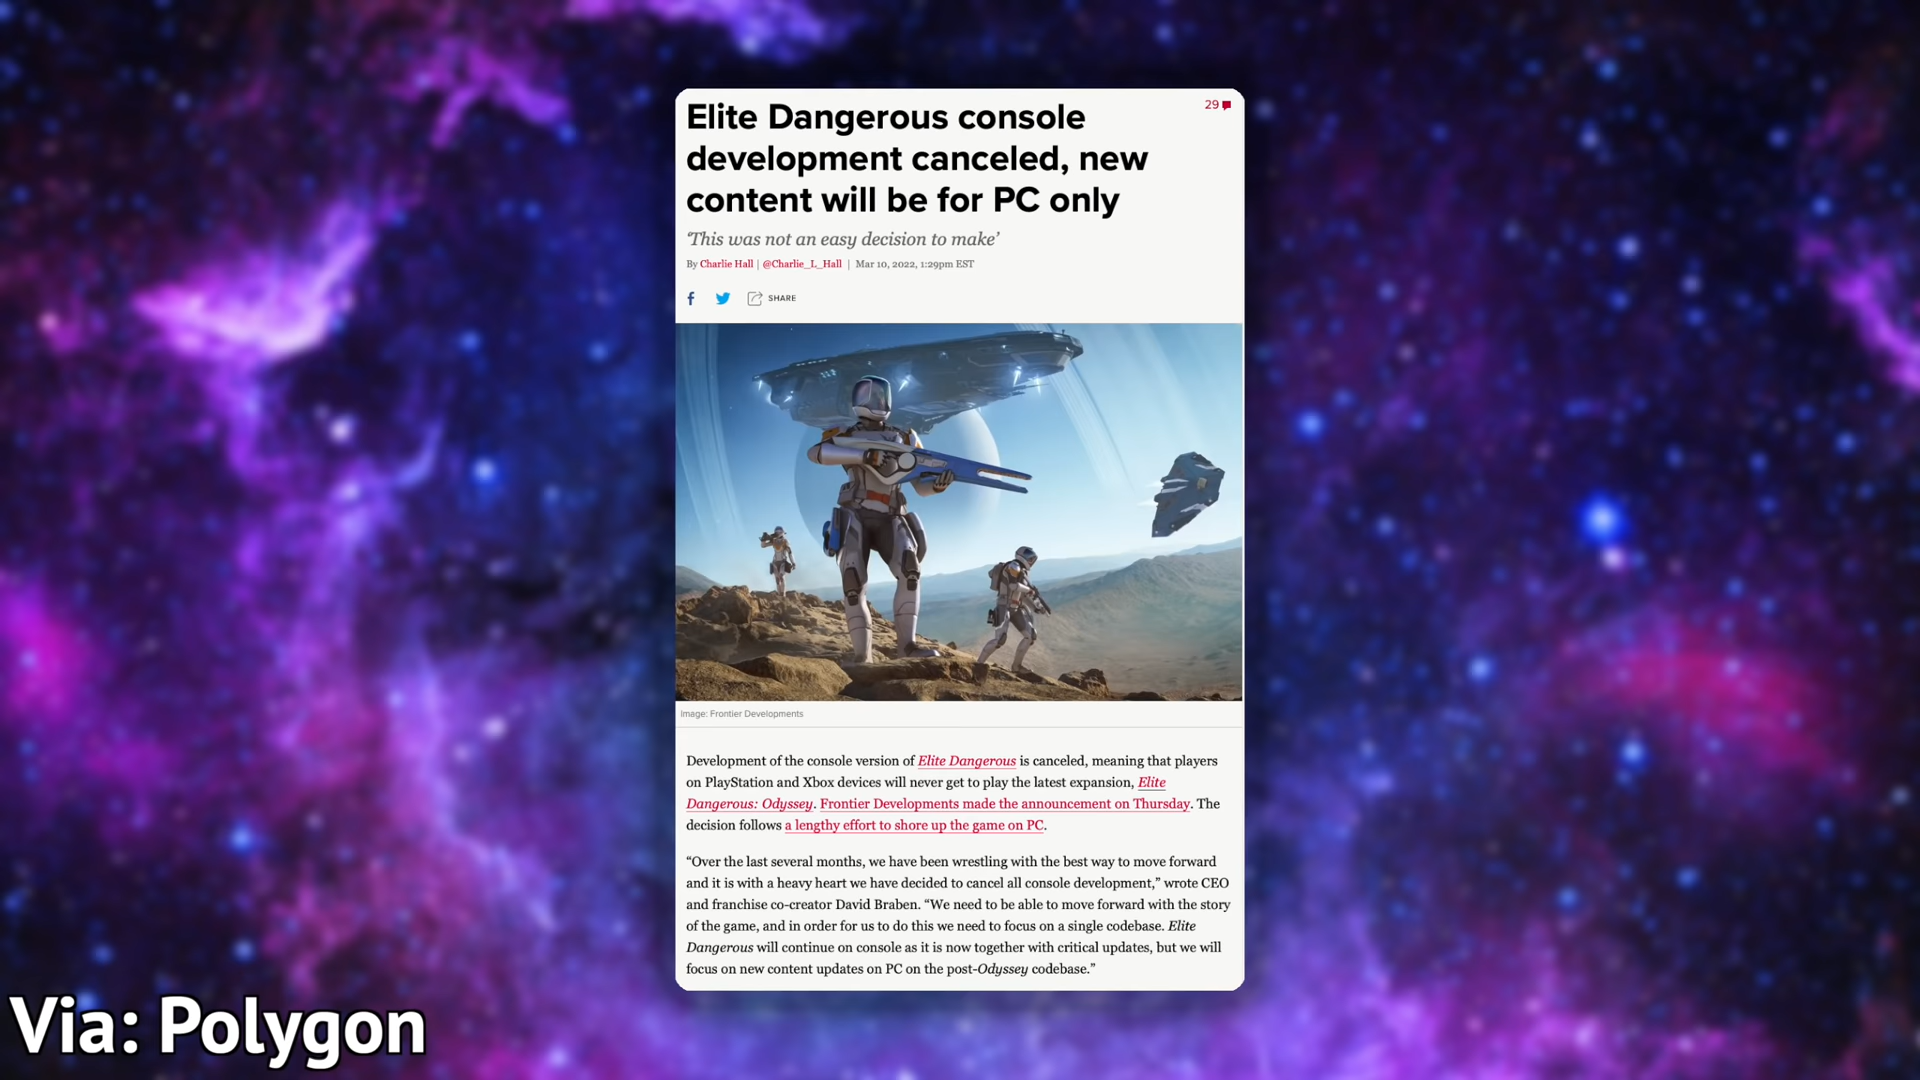 Elite Dangerous console
development canceled, new
content will be for PC only
29
‘This was not an easy decision to make’
By Charlie Hall | @Charlie_L_Hall | Mar 10, 2022, 1:29pm EST
SHARE
Image: Frontier Developments
Development of the console version of Elite Dangerous is canceled, meaning that players
on PlayStation and Xbox devices will never get to play the latest expansion, Elite
Dangerous: Odyssey. Frontier Developments made the announcement on Thursday. The
decision follows a lengthy effort to shore up the game on PC.
“Over the last several months, we have been wrestling with the best way to move forward
and it is with a heavy heart we have decided to cancel all console development,” wrote CEO
and franchise co-creator David Braben. “We need to be able to move forward with the story
of the game, and in order for us to do this we need to focus on a single codebase. Elite
Dangerous will continue on console as it is now together with critical updates, but we will
focus on new content updates on PC on the post-Odyssey codebase.”
Via: Polygon